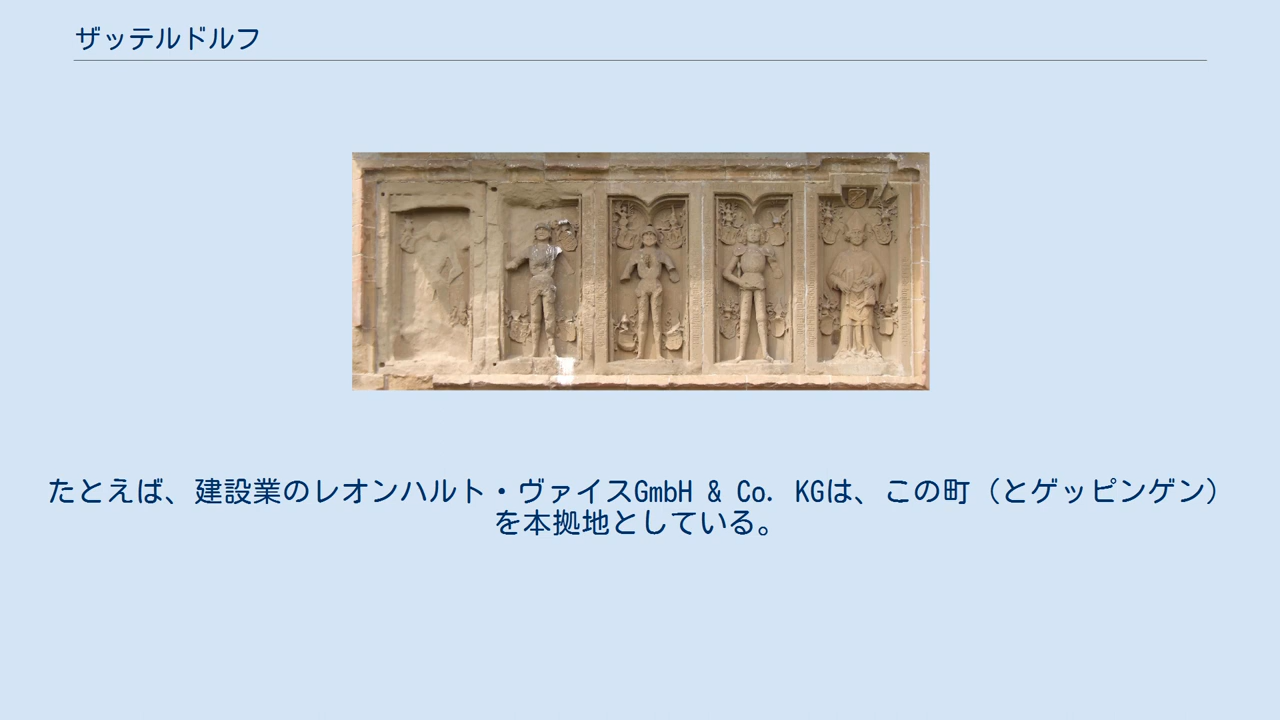 ザッテルドルフ
たとえば、建設業のレオンハルト・ヴァイスGmbH & Co. KGは、この町（とゲッピンゲン）
を本拠地としている。